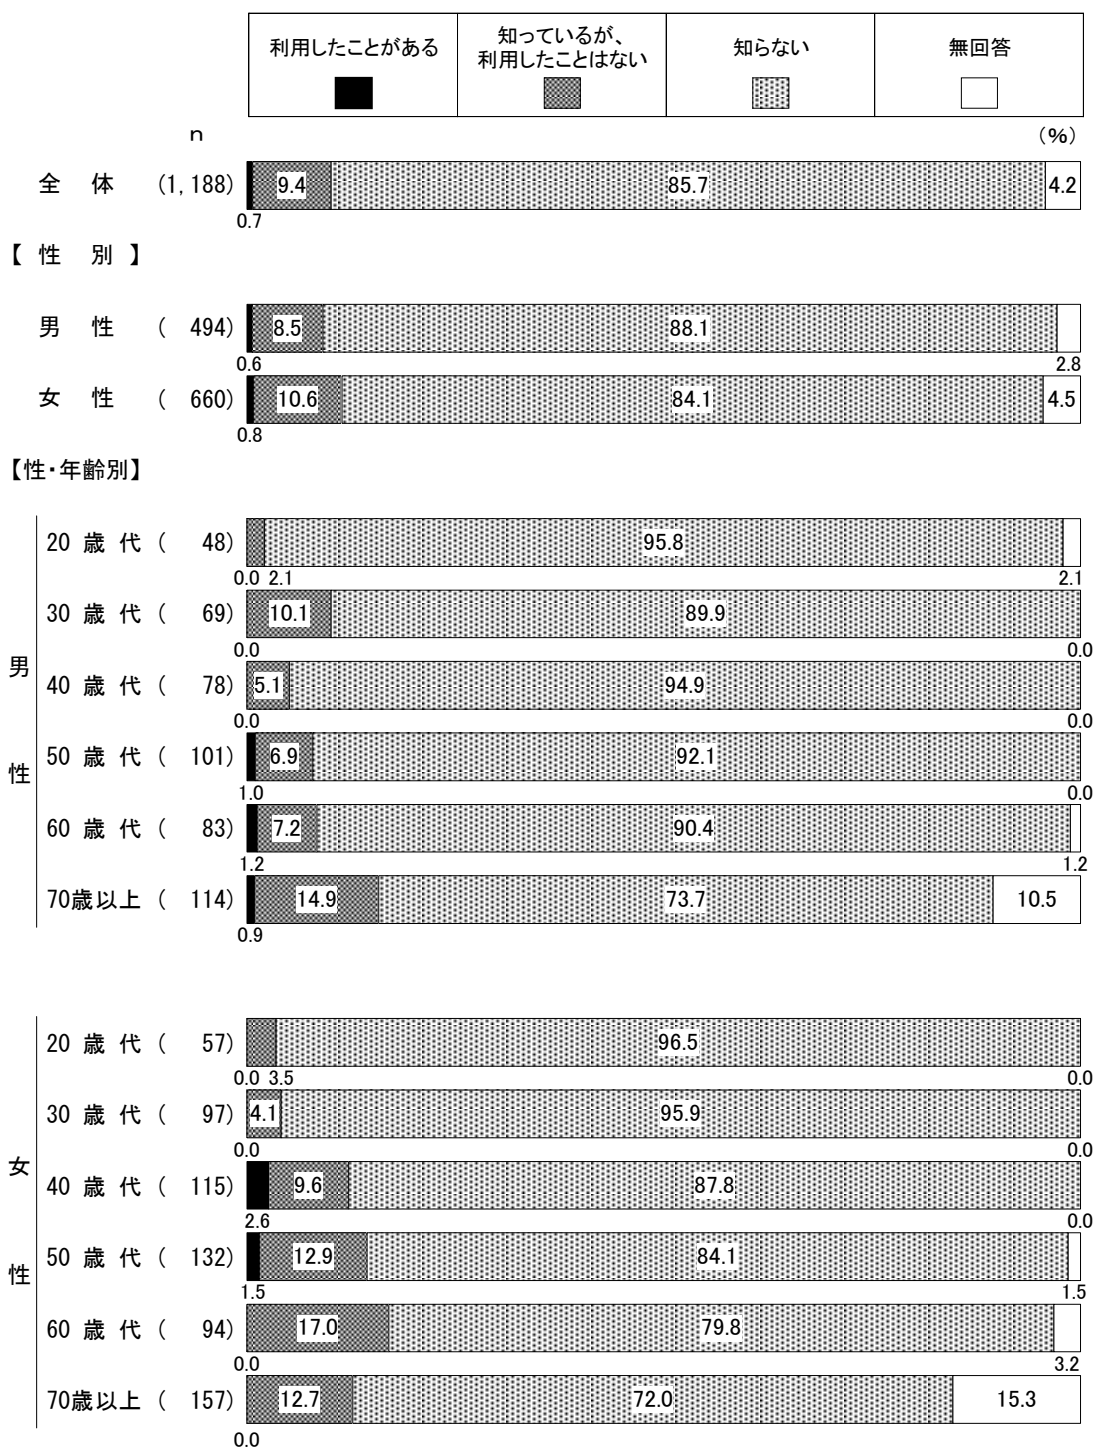 利用したことがある
知っているが、
利用したことはない
知らない
無回答
n
(%)
全 体 (1,188) 9.4 85.7 4.2
0.7
【 性 別 】
男 性 ( 494) 8.5 88.1
0.6 2.8
女 性 ( 660) 10.6 84.1 4.5
0.8
【性・年齢別】
男
性
20 歳 代 ( 48) 95.8
0.0 2.1 2.1
30 歳 代 ( 69) 10.1 89.9
0.0 0.0
40 歳 代 ( 78) 5.1 94.9
0.0 0.0
50 歳 代 ( 101) 6.9 92.1
1.0 0.0
60 歳 代 ( 83) 7.2 90.4
1.2 1.2
70歳以上 ( 114) 14.9 73.7 10.5
0.9
女
性
20 歳 代 ( 57) 96.5
0.0 3.5 0.0
30 歳 代 ( 97) 4.1 95.9
0.0 0.0
40 歳 代 ( 115) 9.6 87.8
2.6 0.0
50 歳 代 ( 132) 12.9 84.1
1.5 1.5
60 歳 代 ( 94) 17.0 79.8
0.0 3.2
70歳以上 ( 157) 12.7 72.0 15.3
0.0